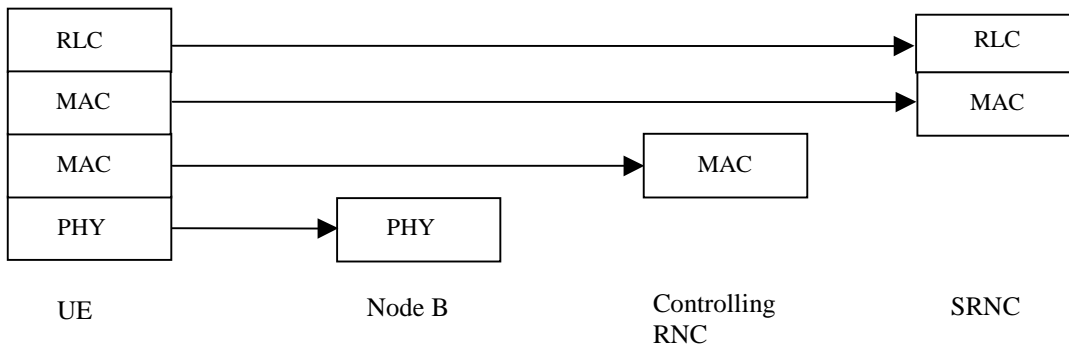 RLC
RLC
MAC
MAC
MAC
MAC
PHY
PHY
UE
Node B
Controlling
RNC
SRNC